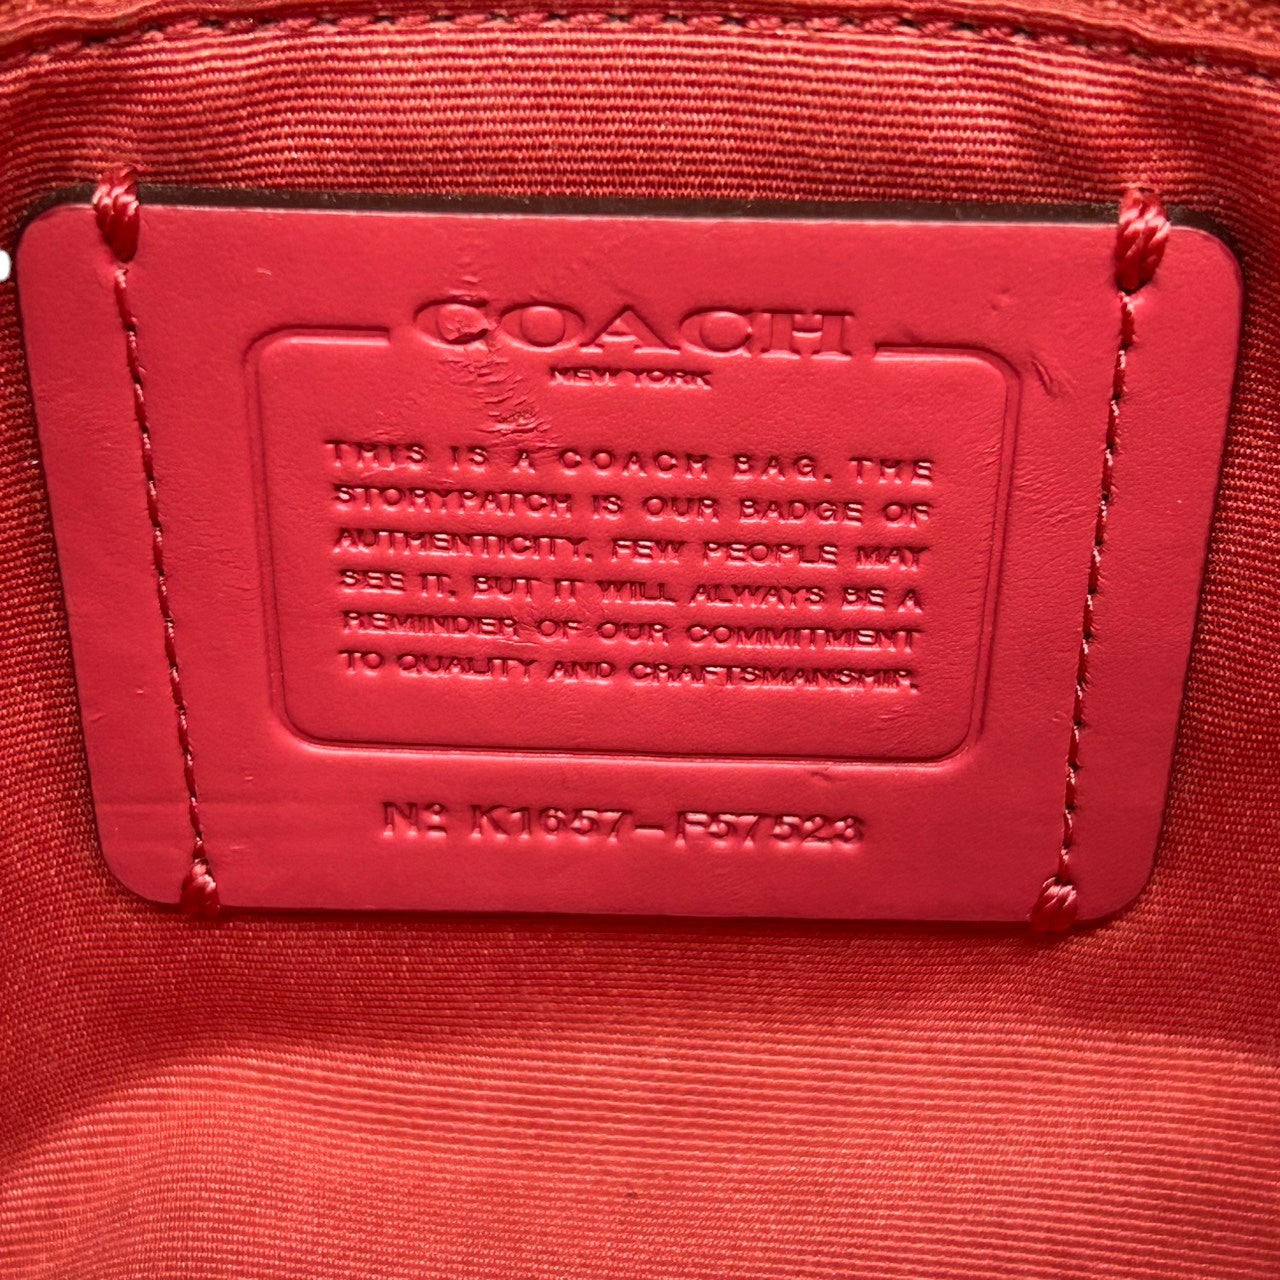 COACH
NEW YORK
THIS IS A COACH BAG. THE
STORYPATCH IS OUR BADGE OF
AUTHENTICITY. FEW PEOPLE MAY
SEE IT, BUT IT WILL ALWAYS BE A
REMINDER OF OUR COMMITMENT
TO QUALITY AND CRAFTSMANSHIP.
Nº K1657-F57523